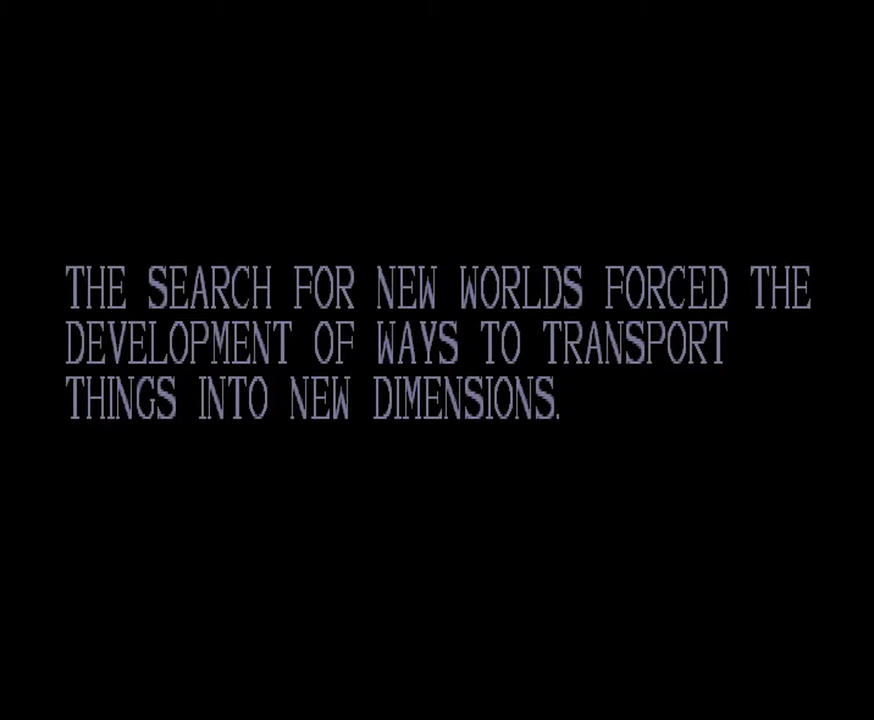 THE SEARCH FOR NEW WORLDS FORCED THE
DEVELOPMENT OF WAYS TO TRANSPORT
THINGS INTO NEW DIMENSIONS.